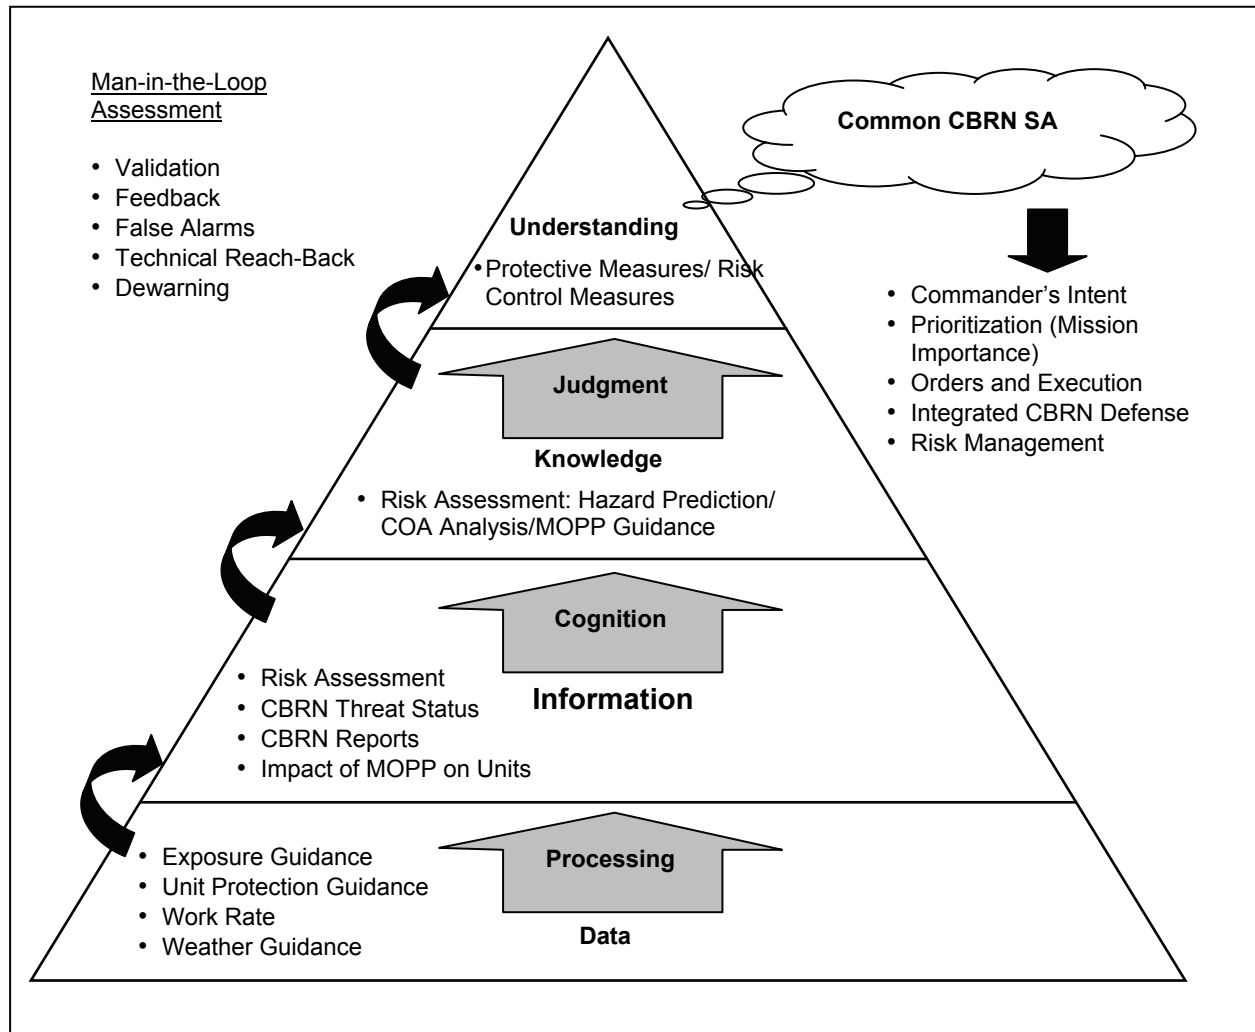 Man-in-the-Loop
Assessment
• Validation
• Feedback
• False Alarms
• Technical Reach-Back
• Dewarning
Common CBRN SA
• Commander’s Intent
• Prioritization (Mission
Importance)
• Orders and Execution
• Integrated CBRN Defense
• Risk Management
Understanding
• Protective Measures/ Risk
Control Measures
Judgment
Knowledge
• Risk Assessment: Hazard Prediction/
COA Analysis/MOPP Guidance
Cognition
Information
• Risk Assessment
• CBRN Threat Status
• CBRN Reports
• Impact of MOPP on Units
Processing
Data
• Exposure Guidance
• Unit Protection Guidance
• Work Rate
• Weather Guidance